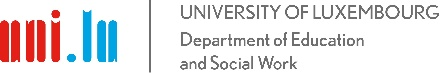 uni.lu
UNIVERSITY OF LUXEMBOURG
Department of Education
and Social Work